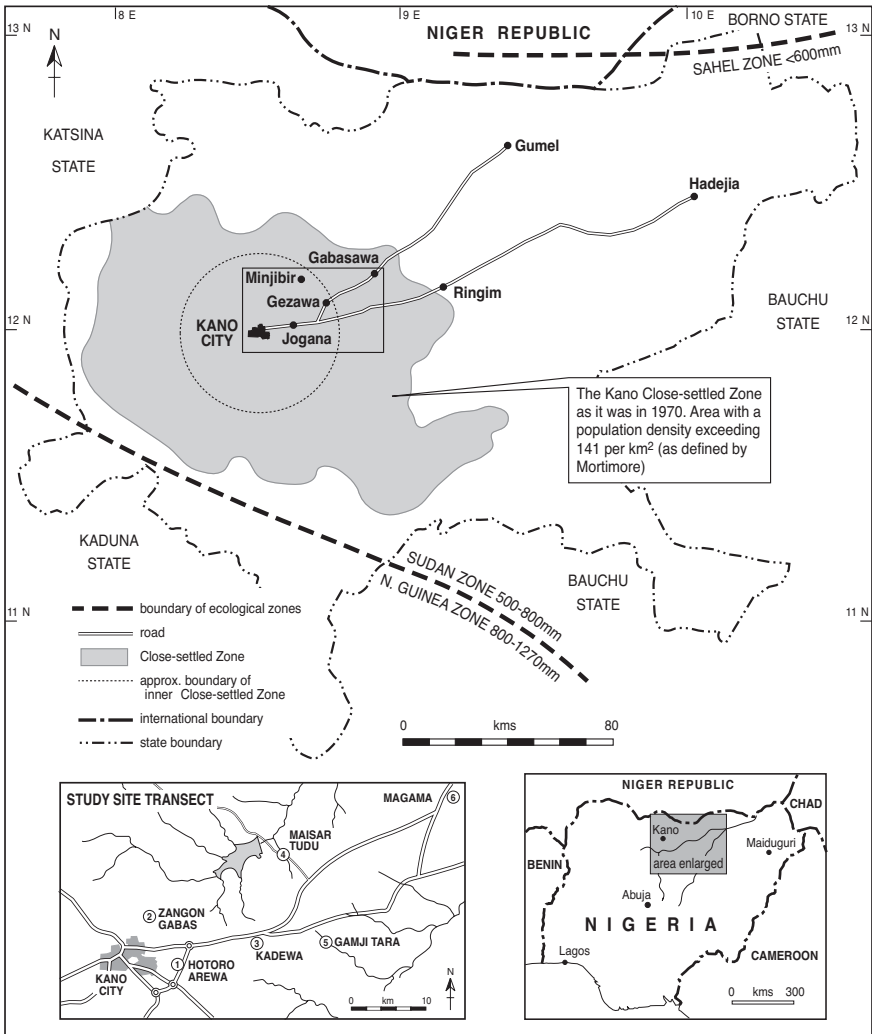 8 E
9 E
10 E
13 N
13 N
N
NIGER REPUBLIC
BORNO STATE
SAHEL ZONE <600mm
KATSINA
STATE
Gumel
Hadejia
Gabasawa
Minjibir
Gezawa
Ringim
KANO
CITY
Jogana
12 N
12 N
BAUCHU
STATE
The Kano Close-settled Zone
as it was in 1970. Area with a
population density exceeding
141 per km² (as defined by
Mortimore)
KADUNA
STATE
SUDAN ZONE 500-800mm
N. GUINEA ZONE 800-1270mm
BAUCHU
STATE
11 N
11 N
boundary of ecological zones
road
Close-settled Zone
approx. boundary of
inner Close-settled Zone
international boundary
state boundary
0 kms 80
STUDY SITE TRANSECT
MAGAMA 6
MAISAR
TUDU
4
2 ZANGON
GABAS
3
KADEWA
5 GAMJI TARA
1 HOTORO
AREWA
KANO
CITY
0 km 10
N
NIGER REPUBLIC
CHAD
Kano
Maiduguri
area enlarged
BENIN
Abuja
NIGERIA
CAMEROON
Lagos
0 kms 300